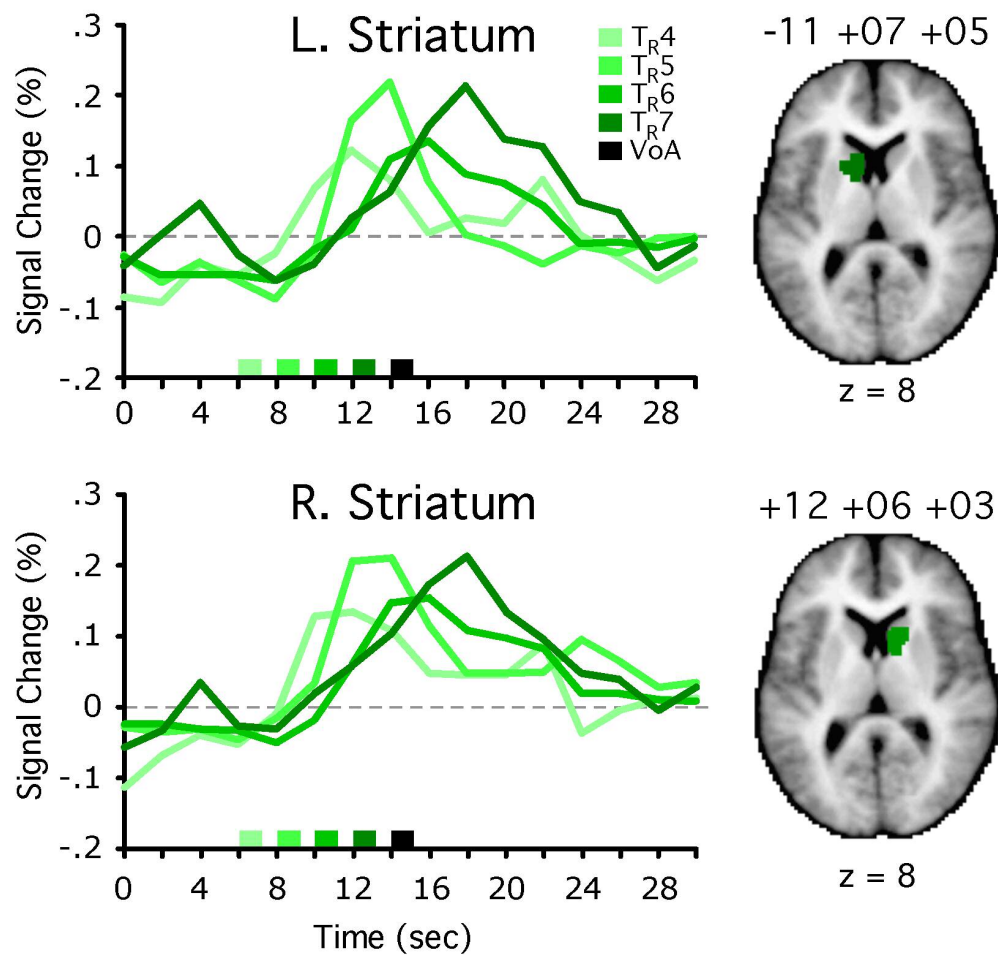 L. Striatum
Signal Change (%)
.3
.2
.1
0
-.1
-.2
0 4 8 12 16 20 24 28
TR4
TR5
TR6
TR7
VoA
-11 +07 +05
z = 8
R. Striatum
Signal Change (%)
.3
.2
.1
0
-.1
-.2
0 4 8 12 16 20 24 28
Time (sec)
+12 +06 +03
z = 8